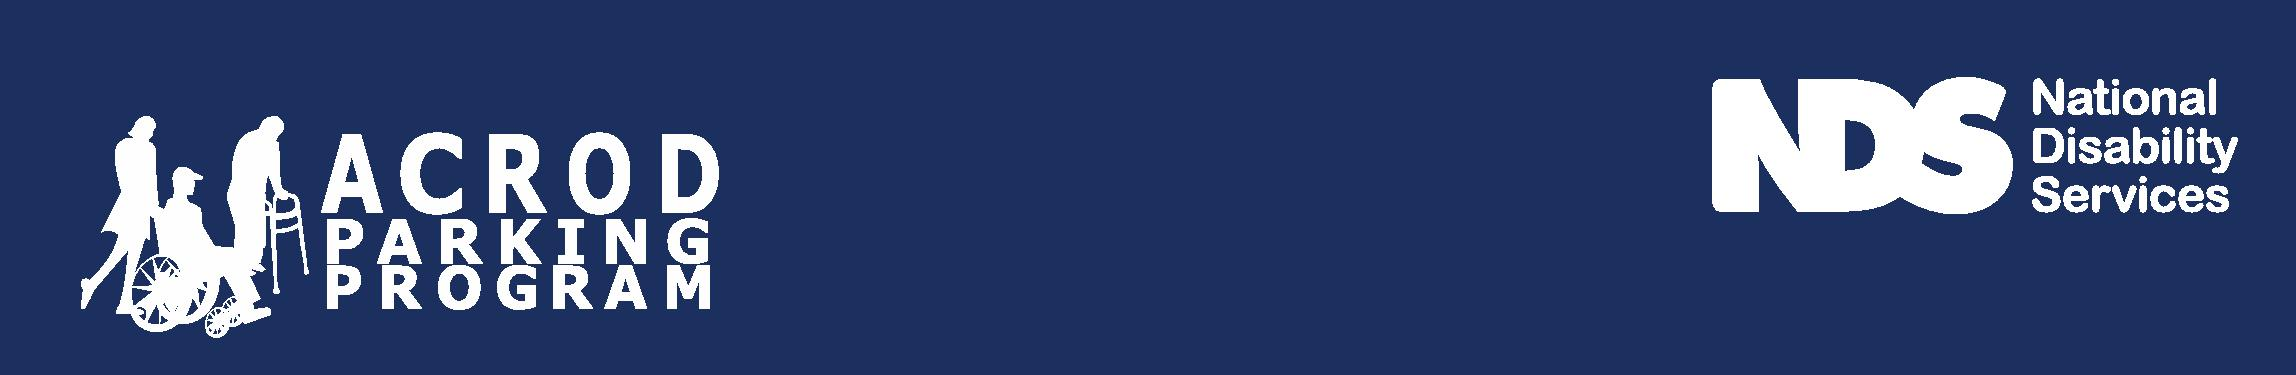 ACROD
PARKING
PROGRAM
NDS
National
Disability
Services